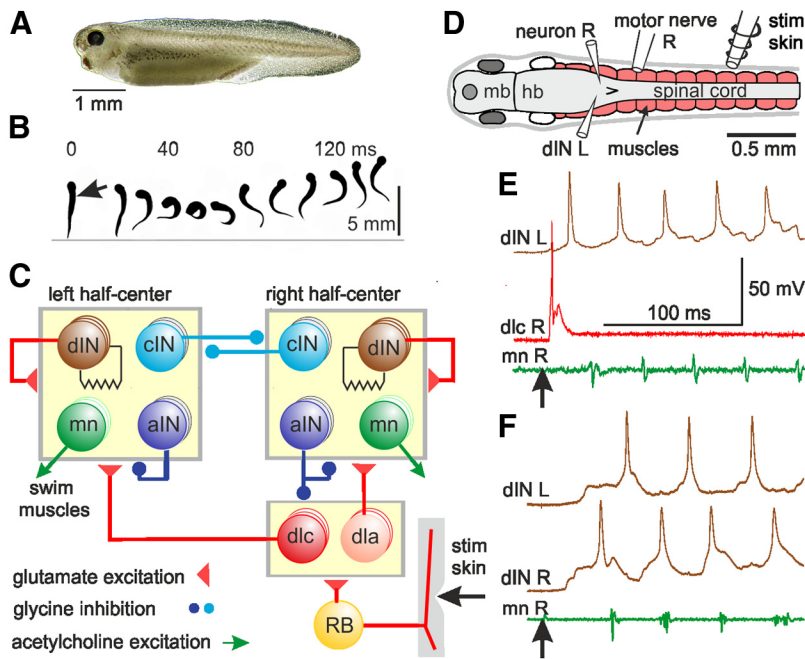 A
1 mm
B
0 40 80 120 ms
5 mm
C
left half-center right half-center
dIN cIN cIN dIN
mn aIN aIN mn
swim
muscles
dlc dla
stim
skin
RB
glutamate excitation
glycine inhibition
acetylcholine excitation
D
neuron R
motor nerve
R
stim
skin
mb hb > spinal cord
dIN L
muscles
0.5 mm
E
dIN L
50 mV
100 ms
dlc R
mn R
F
dIN L
dIN R
mn R